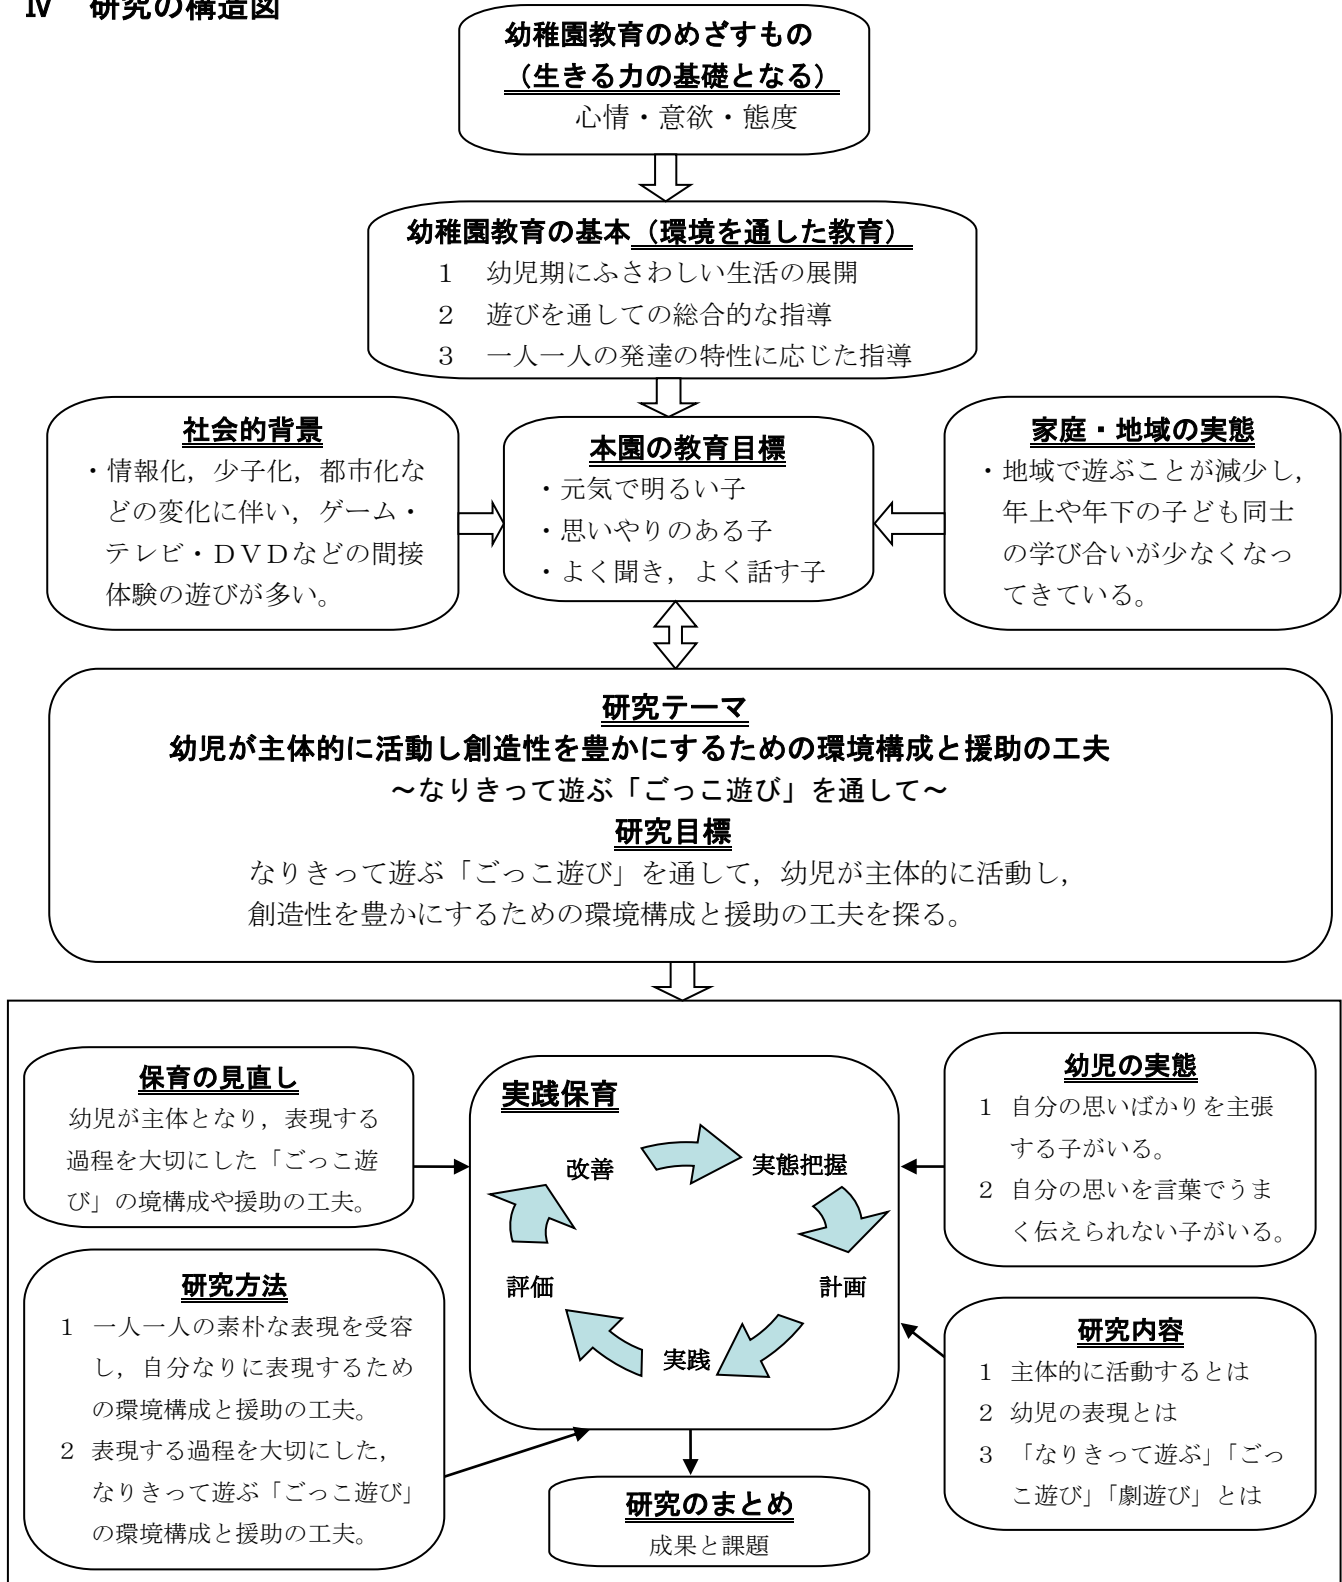 Ⅳ 研究の構造図
幼稚園教育のめざすもの
（生きる力の基礎となる）
心情・意欲・態度
幼稚園教育の基本（環境を通した教育）
１ 幼児期にふさわしい生活の展開
２ 遊びを通しての総合的な指導
３ 一人一人の発達の特性に応じた指導
社会的背景
・情報化，少子化，都市化な
どの変化に伴い，ゲーム・
テレビ・ＤＶＤなどの間接
体験の遊びが多い。
本園の教育目標
・元気で明るい子
・思いやりのある子
・よく聞き，よく話す子
家庭・地域の実態
・地域で遊ぶことが減少し，
年上や年下の子ども同士
の学び合いが少なくなっ
てきている。
研究テーマ
幼児が主体的に活動し創造性を豊かにするための環境構成と援助の工夫
～なりきって遊ぶ「ごっこ遊び」を通して～
研究目標
なりきって遊ぶ「ごっこ遊び」を通して，幼児が主体的に活動し，
創造性を豊かにするための環境構成と援助の工夫を探る。
保育の見直し
幼児が主体となり，表現する
過程を大切にした「ごっこ遊
び」の境構成や援助の工夫。
研究方法
１ 一人一人の素朴な表現を受容
し，自分なりに表現するため
の環境構成と援助の工夫。
２ 表現する過程を大切にした，
なりきって遊ぶ「ごっこ遊び」
の環境構成と援助の工夫。
実践保育
改善
実態把握
評価
計画
実践
幼児の実態
１ 自分の思いばかりを主張
する子がいる。
２ 自分の思いを言葉でうま
く伝えられない子がいる。
研究内容
１ 主体的に活動するとは
２ 幼児の表現とは
３ 「なりきって遊ぶ」「ごっ
こ遊び」「劇遊び」とは
研究のまとめ
成果と課題